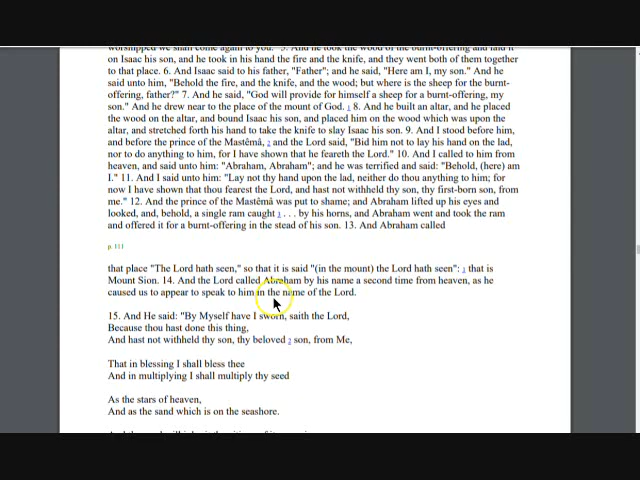 worshipped we shall come again to you." 5. And he took the wood of the burnt-offering and laid it
on Isaac his son, and he took in his hand the fire and the knife, and they went both of them together
to that place. 6. And Isaac said to his father, "Father"; and he said, "Here am I, my son." And he
said unto him, "Behold the fire, and the knife, and the wood; but where is the sheep for the burnt-
offering, father?" 7. And he said, "God will provide for himself a sheep for a burnt-offering, my
son." And he drew near to the place of the mount of God. 1 8. And he built an altar, and he placed
the wood on the altar, and bound Isaac his son, and placed him on the wood which was upon the
altar, and stretched forth his hand to take the knife to slay Isaac his son. 9. And I stood before him,
and before the prince of the Mastêmâ, 2 and the Lord said, "Bid him not to lay his hand on the lad,
nor to do anything to him, for I have shown that he feareth the Lord." 10. And I called to him from
heaven, and said unto him: "Abraham, Abraham"; and he was terrified and said: "Behold, (here) am
I." 11. And I said unto him: "Lay not thy hand upon the lad, neither do thou anything to him; for
now I have shown that thou fearest the Lord, and hast not withheld thy son, thy first-born son, from
me." 12. And the prince of the Mastêmâ was put to shame; and Abraham lifted up his eyes and
looked, and, behold, a single ram caught 3 . . . by his horns, and Abraham went and took the ram
and offered it for a burnt-offering in the stead of his son. 13. And Abraham called
p. 111
that place "The Lord hath seen," so that it is said "(in the mount) the Lord hath seen": 1 that is
Mount Sion. 14. And the Lord called Abraham by his name a second time from heaven, as he
caused us to appear to speak to him in the name of the Lord.
15. And He said: "By Myself have I sworn, saith the Lord,
Because thou hast done this thing,
And hast not withheld thy son, thy beloved 2 son, from Me,
That in blessing I shall bless thee
And in multiplying I shall multiply thy seed
As the stars of heaven,
And as the sand which is on the seashore.